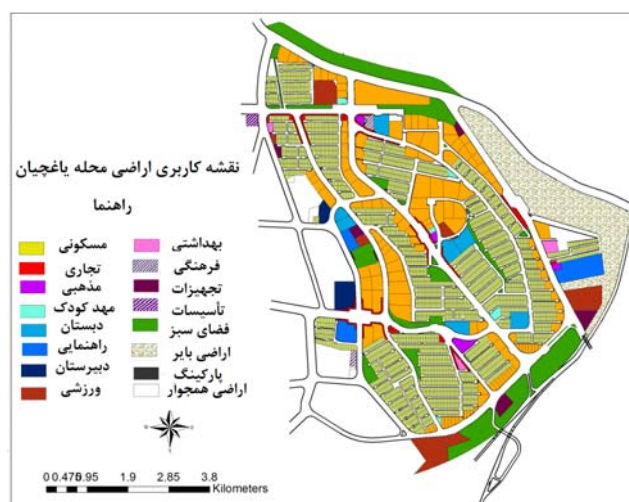 نقشه کاربری اراضی محله یاغچیان
راهنما
مسکونی
تجاری
مذهبی
مهد کودک
دبستان
راهنمایی
دبیرستان
ورزشی
بهداشتی
فرهنگی
تجهیزات
تأسیسات
فضای سبز
اراضی بایر
پارکینگ
اراضی همجوار
0 0.475 0.95 1.9 2.85 3.8
Kilometers